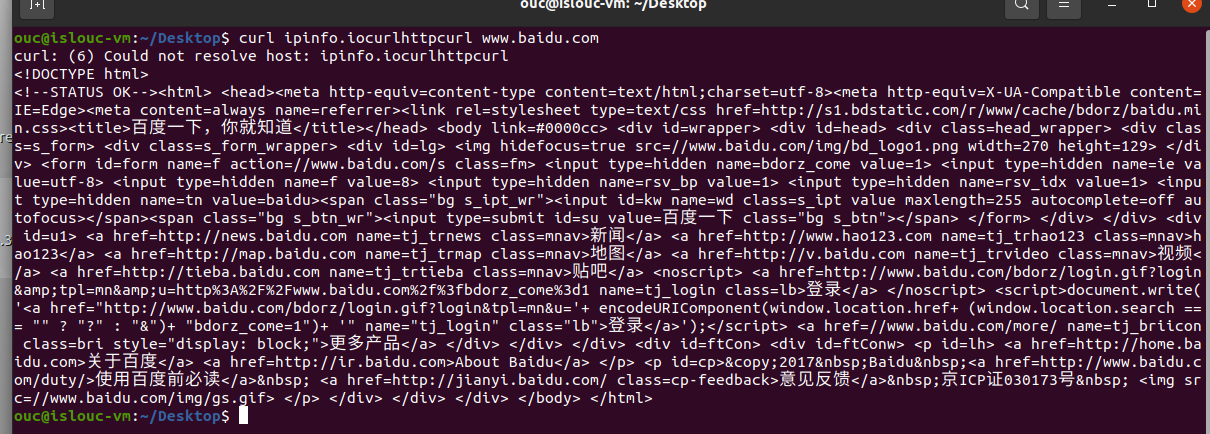 ouc@islouc-vm: ~/Desktop
ouc@islouc-vm:~/Desktop$ curl ipinfo.iocurlhttpcurl www.baidu.com
curl: (6) Could not resolve host: ipinfo.iocurlhttpcurl
<!DOCTYPE html>
<!--STATUS OK--><html> <head><meta http-equiv=content-type content=text/html;charset=utf-8><meta http-equiv=X-UA-Compatible content=
IE=Edge><meta content=always name=referrer><link rel=stylesheet type=text/css href=http://s1.bdstatic.com/r/www/cache/bdorz/baidu.mi
n.css><title>百度一下，你就知道</title></head> <body link=#0000cc> <div id=wrapper> <div id=head> <div class=head_wrapper> <div clas
s=s_form> <div class=s_form_wrapper> <div id=lg> <img hidefocus=true src=//www.baidu.com/img/bd_logo1.png width=270 height=129> </di
v> <form id=form name=f action=//www.baidu.com/s class=fm> <input type=hidden name=bdorz_come value=1> <input type=hidden name=ie va
lue=utf-8> <input type=hidden name=f value=8> <input type=hidden name=rsv_bp value=1> <input type=hidden name=rsv_idx value=1> <inpu
t type=hidden name=tn value=baidu><span class="bg s_ipt_wr"><input id=kw name=wd class=s_ipt value maxlength=255 autocomplete=off au
tofocus></span><span class="bg s_btn_wr"><input type=submit id=su value=百度一下 class="bg s_btn"></span> </form> </div> </div> <div
 id=u1> <a href=http://news.baidu.com name=tj_trnews class=mnav>新闻</a> <a href=http://www.hao123.com name=tj_trhao123 class=mnav>h
ao123</a> <a href=http://map.baidu.com name=tj_trmap class=mnav>地图</a> <a href=http://v.baidu.com name=tj_trvideo class=mnav>视频<
/a> <a href=http://tieba.baidu.com name=tj_trtieba class=mnav>贴吧</a> <noscript> <a href=http://www.baidu.com/bdorz/login.gif?login
&amp;tpl=mn&amp;u=http%3A%2F%2Fwww.baidu.com%2f%3fbdorz_come%3d1 name=tj_login class=lb>登录</a> </noscript> <script>document.write(
'<a href="http://www.baidu.com/bdorz/login.gif?login&tpl=mn&u='+ encodeURIComponent(window.location.href+ (window.location.search ==
= "" ? "?" : "&")+ "bdorz_come=1")+ '" name="tj_login" class="lb">登录</a>');</script> <a href=//www.baidu.com/more/ name=tj_briicon
 class=bri style="display: block;">更多产品</a> </div> </div> </div> <div id=ftCon> <div id=ftConw> <p id=lh> <a href=http://home.ba
idu.com>关于百度</a> <a href=http://ir.baidu.com>About Baidu</a> </p> <p id=cp>&copy;2017&nbsp;Baidu&nbsp;<a href=http://www.baidu.c
om/duty/>使用百度前必读</a>&nbsp; <a href=http://jianyi.baidu.com/ class=cp-feedback>意见反馈</a>&nbsp;京ICP证030173号&nbsp; <img sr
c=//www.baidu.com/img/gs.gif> </p> </div> </div> </div> </body> </html>
ouc@islouc-vm:~/Desktop$